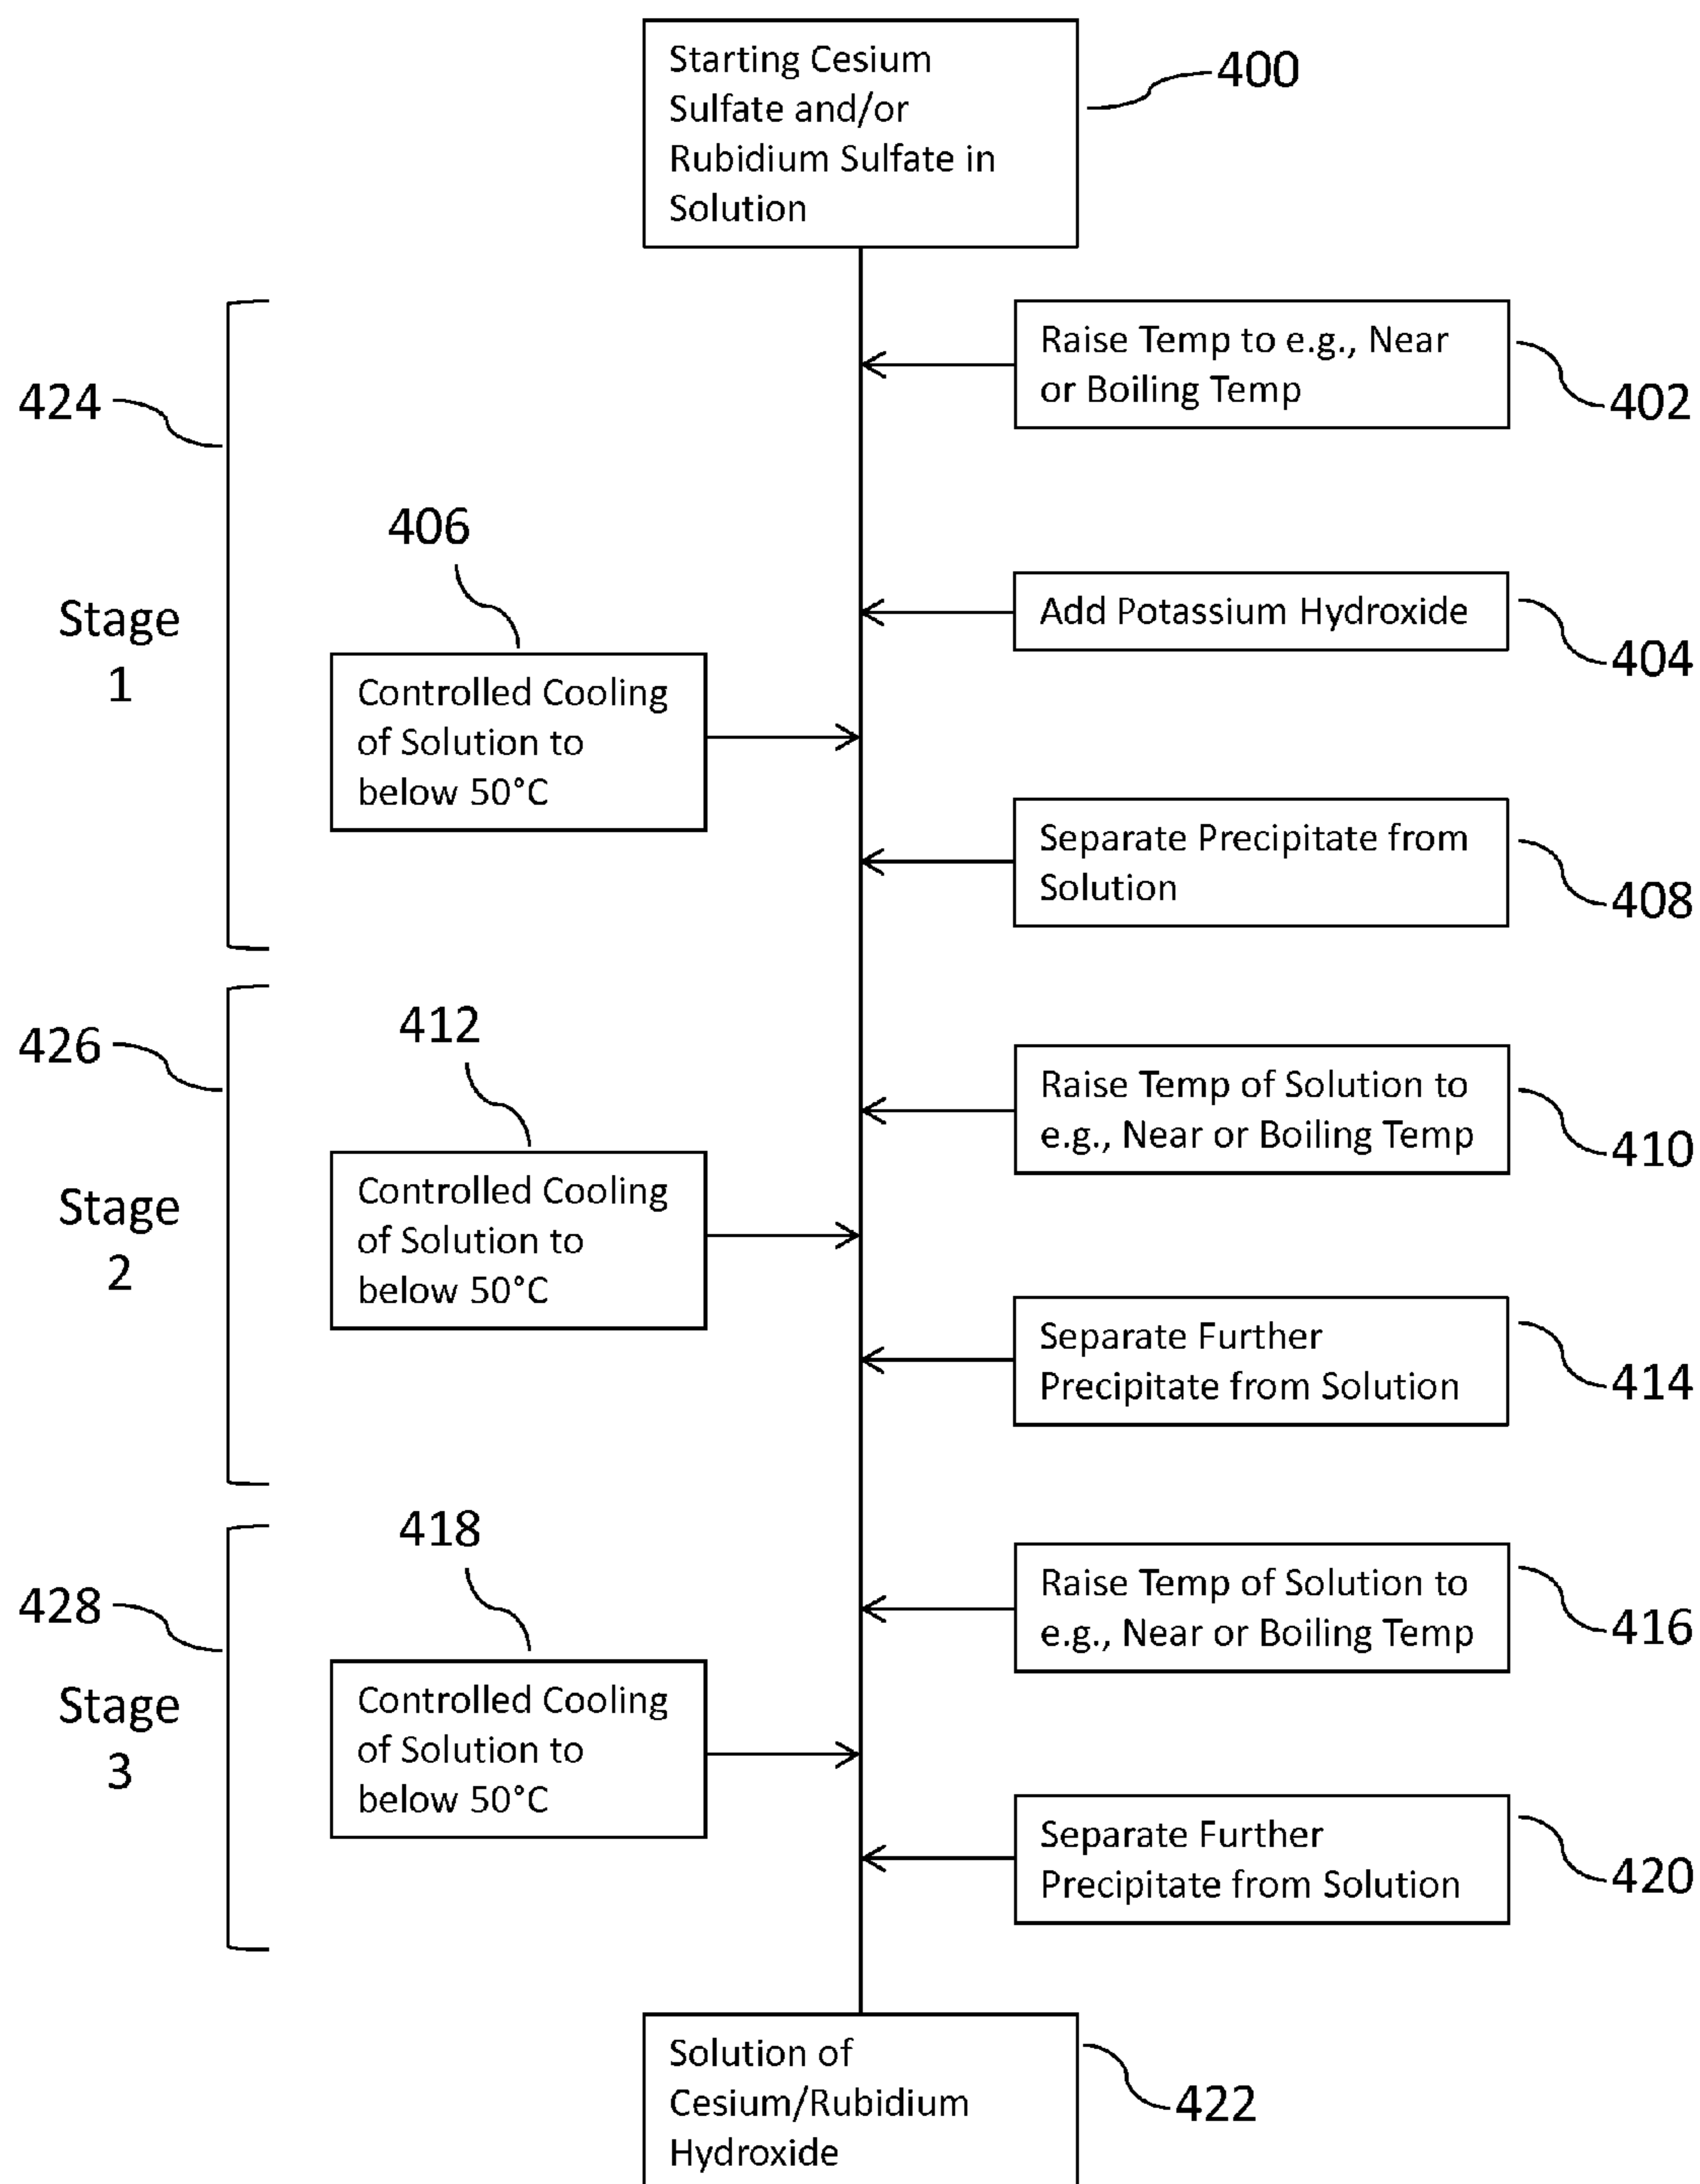 Starting Cesium
Sulfate and/or
Rubidium Sulfate in
Solution
400
Raise Temp to e.g., Near
or Boiling Temp
402
424
406
Stage
1
Add Potassium Hydroxide
404
Controlled Cooling
of Solution to
below 50°C
Separate Precipitate from
Solution
408
426
412
Raise Temp of Solution to
e.g., Near or Boiling Temp
410
Stage
2
Controlled Cooling
of Solution to
below 50°C
Separate Further
Precipitate from Solution
414
428
418
Raise Temp of Solution to
e.g., Near or Boiling Temp
416
Stage
3
Controlled Cooling
of Solution to
below 50°C
Separate Further
Precipitate from Solution
420
Solution of
Cesium/Rubidium
Hydroxide
422